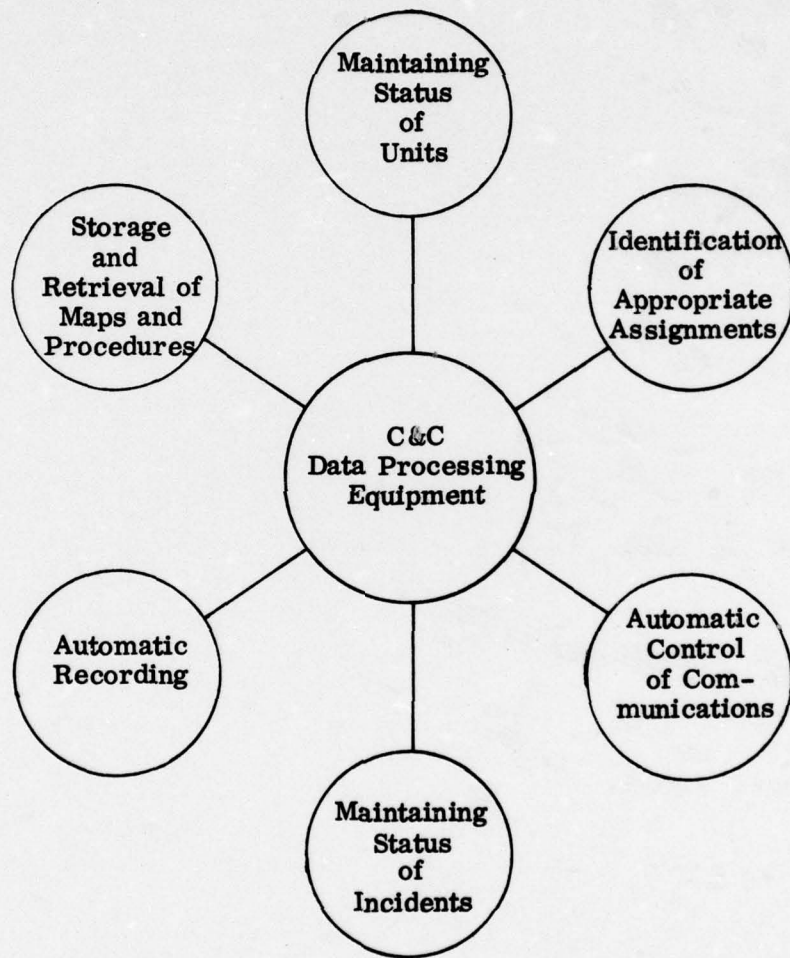 Maintaining
Status
of
Units
Storage
and
Retrieval of
Maps and
Procedures
Identification
of
Appropriate
Assignments
C&C
Data Processing
Equipment
Automatic
Recording
Automatic
Control
of Com-
munications
Maintaining
Status
of
Incidents